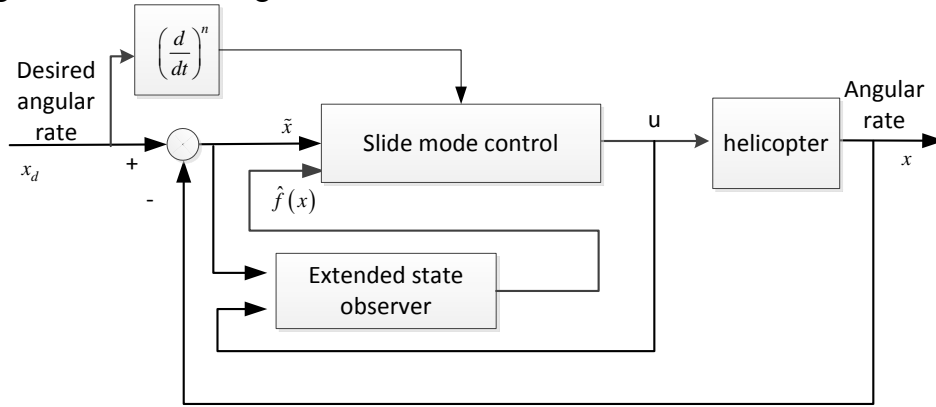 (d/dt)^n
Desired
angular
rate
x_d
+
-
x̃
Slide mode control
u
helicopter
Angular
rate
x
f̂(x)
Extended state
observer